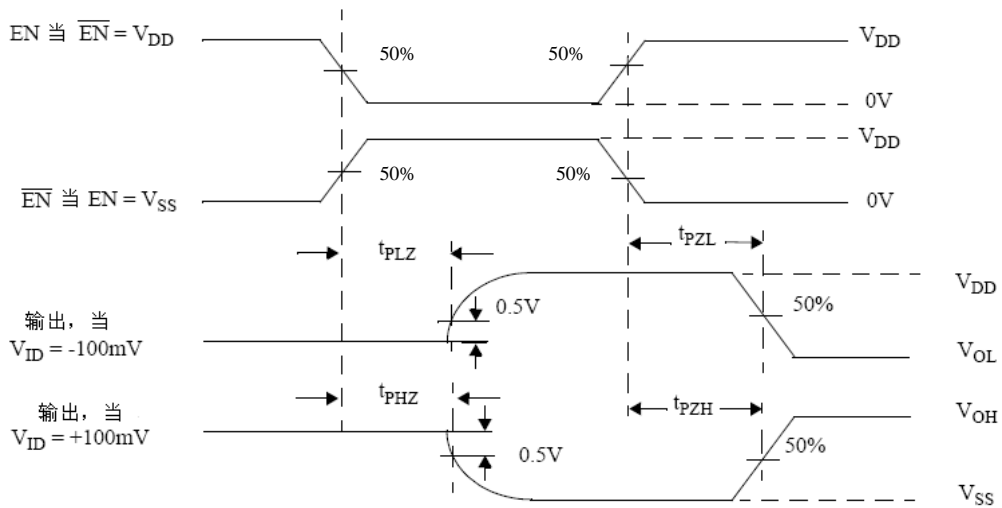 EN 当 EN = VDD
50%
50%
VDD
0V
VDD
50%
50%
EN 当 EN = VSS
0V
tPLZ
tPZL
VDD
0.5V
50%
输出，当
VID = -100mV
VOL
tPHZ
tPZH
输出，当
VID = +100mV
VOH
0.5V
50%
VSS